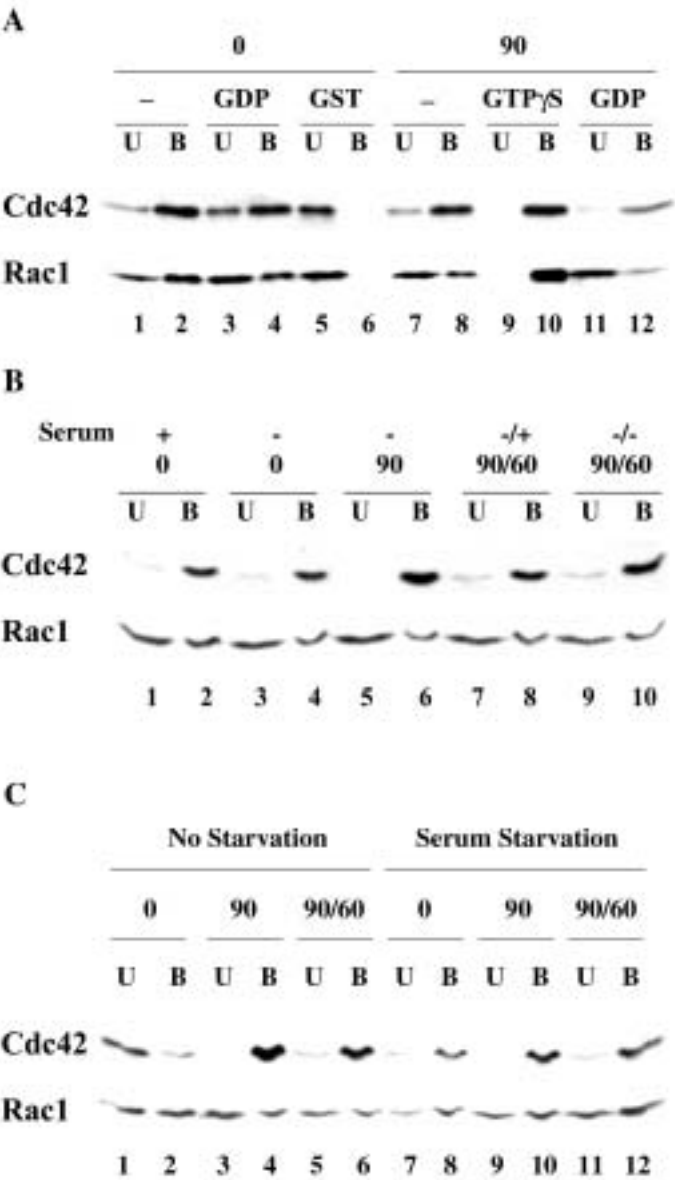 A
0 90
– GDP GST – GTPγS GDP
U B U B U B U B U B U B
Cdc42
Rac1
1 2 3 4 5 6 7 8 9 10 11 12
B
Serum + - - -/+ -/-
0 0 90 90/60 90/60
U B U B U B U B U B
Cdc42
Rac1
1 2 3 4 5 6 7 8 9 10
C
No Starvation Serum Starvation
0 90 90/60 0 90 90/60
U B U B U B U B U B U B
Cdc42
Rac1
1 2 3 4 5 6 7 8 9 10 11 12